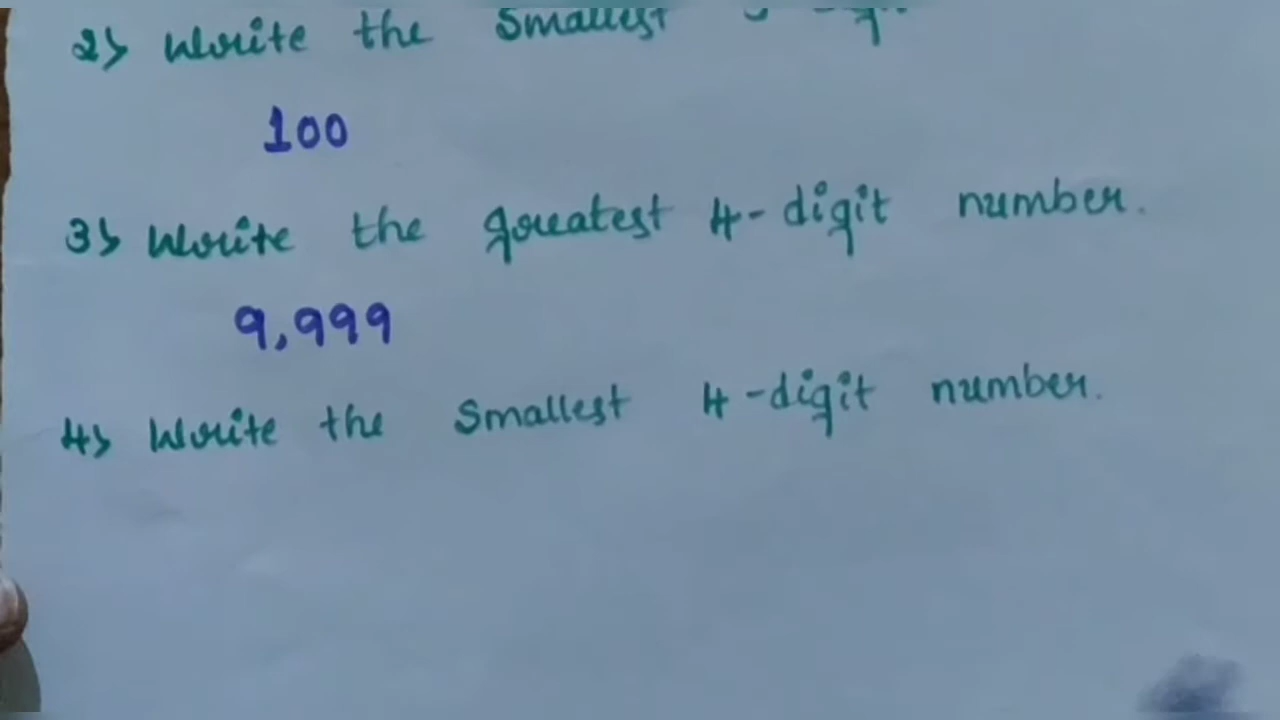 2) Write the Smallest
100
3) Write the greatest 4-digit number.
9,999
4) Write the Smallest 4-digit number.